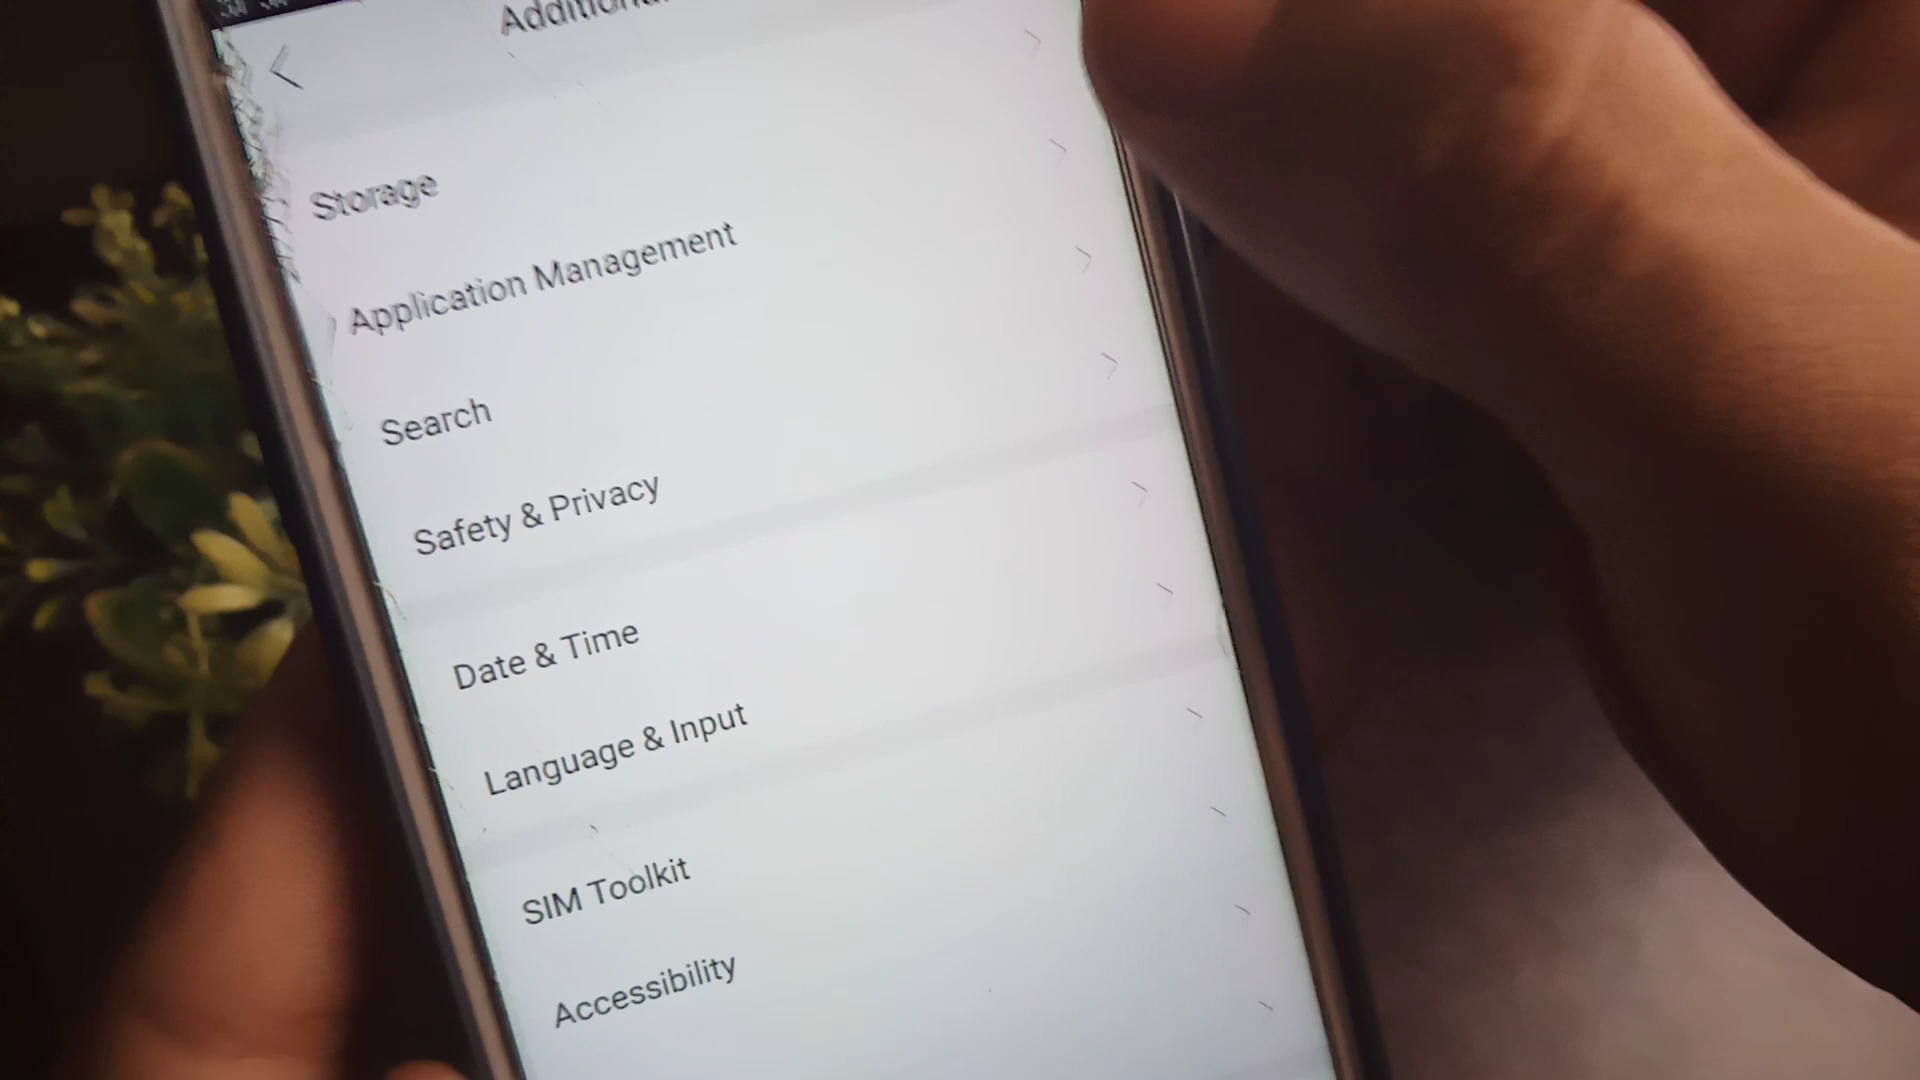 Storage
Application Management
Search
Safety & Privacy
Date & Time
Language & Input
SIM Toolkit
Accessibility